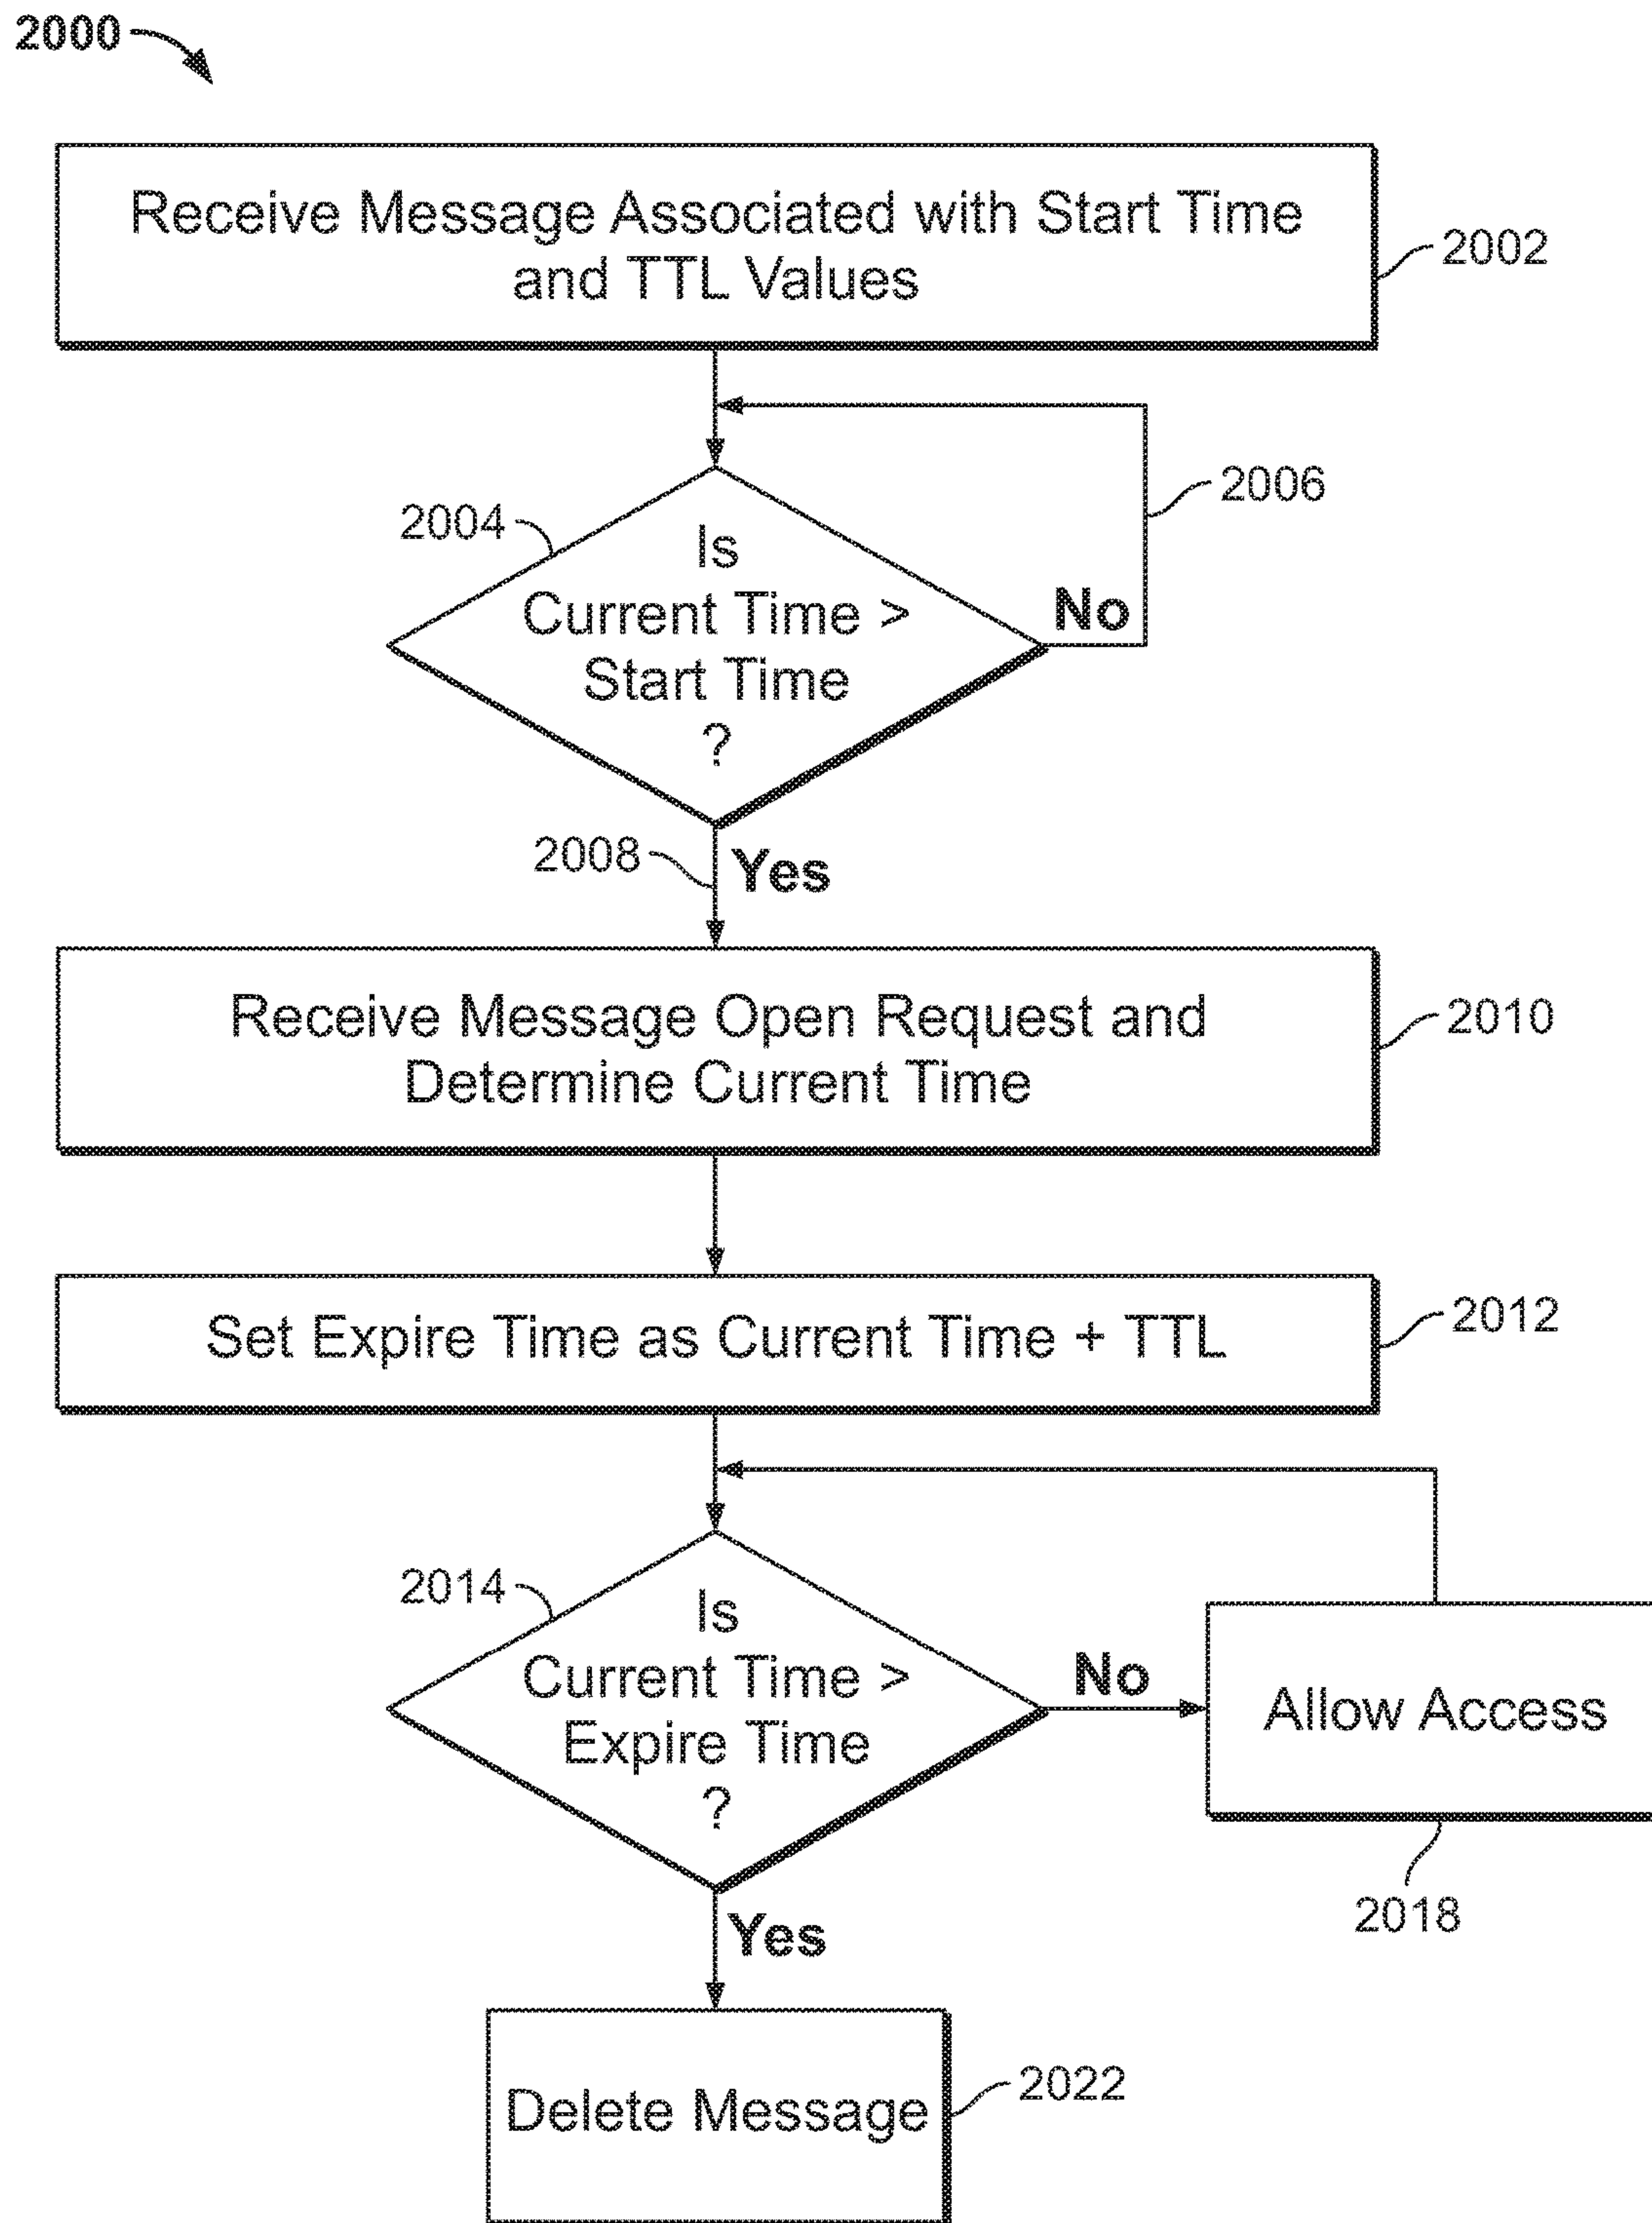 2000
Receive Message Associated with Start Time
and TTL Values
2002
2006
2004
Is
Current Time >
Start Time
?
No
2008
Yes
Receive Message Open Request and
Determine Current Time
2010
Set Expire Time as Current Time + TTL
2012
2014
Is
Current Time >
Expire Time
?
No
Allow Access
2018
Yes
Delete Message
2022